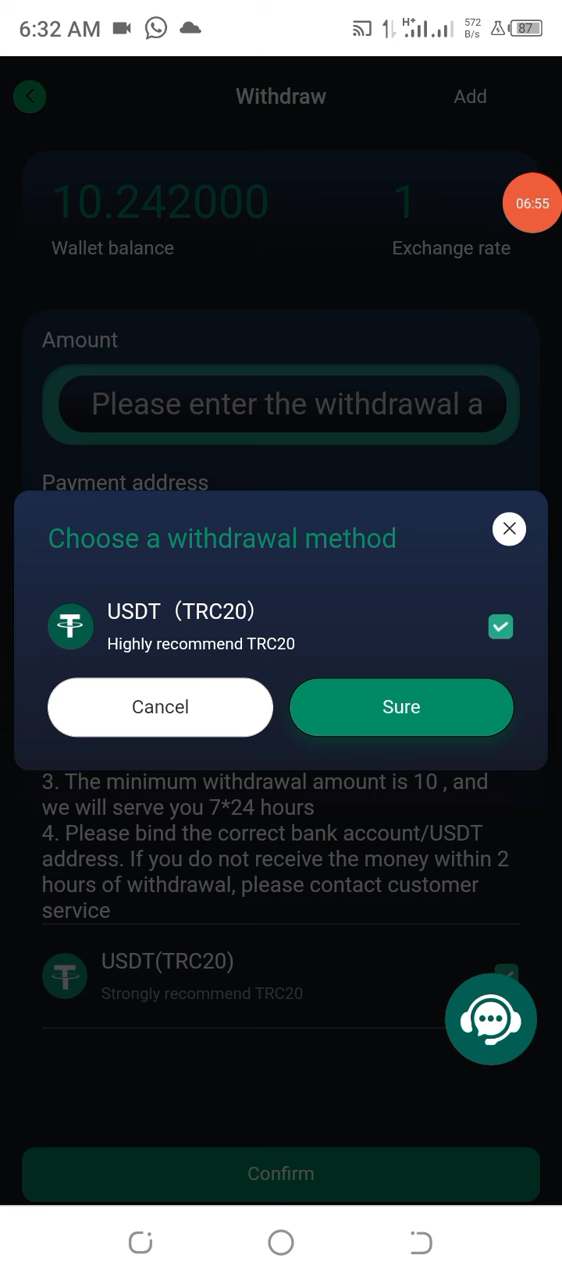 6:32 AM
H+
572
B/s
87
Withdraw
Add
10.242000
1
06:55
Wallet balance
Exchange rate
Amount
Please enter the withdrawal a
Payment address
Choose a withdrawal method
USDT（TRC20）
Highly recommend TRC20
Cancel
Sure
3. The minimum withdrawal amount is 10 , and
we will serve you 7*24 hours
4. Please bind the correct bank account/USDT
address. If you do not receive the money within 2
hours of withdrawal, please contact customer
service
USDT(TRC20)
Strongly recommend TRC20
Confirm